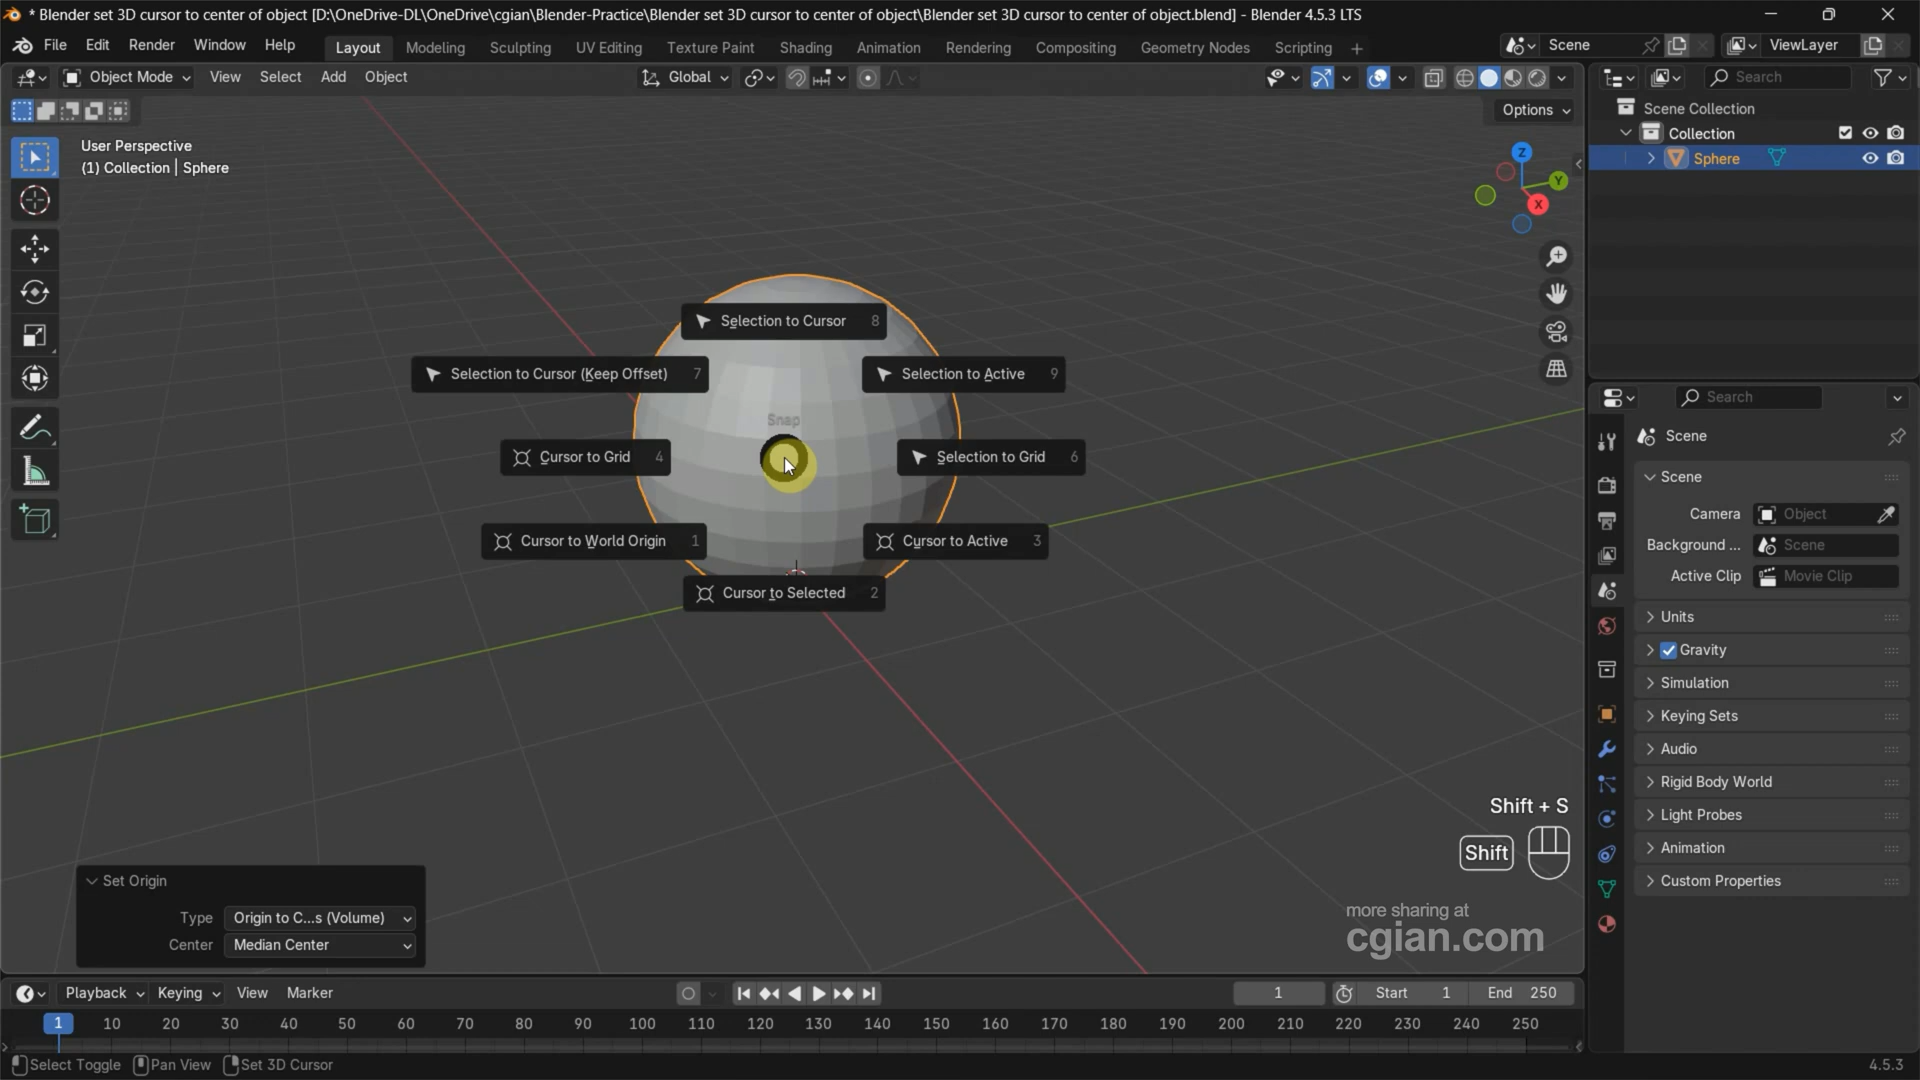 * Blender set 3D cursor to center of object [D:\OneDrive-DL\OneDrive\cgian\Blender-Practice\Blender set 3D cursor to center of object\Blender set 3D cursor to center of object.blend] - Blender 4.5.3 LTS
File Edit Render Window Help Layout Modeling Sculpting UV Editing Texture Paint Shading Animation Rendering Compositing Geometry Nodes Scripting + Scene ViewLayer
Object Mode View Select Add Object Global Search
Options
Scene Collection
Collection
Sphere
User Perspective
(1) Collection | Sphere
Z
Y
X
Selection to Cursor 8
Selection to Cursor (Keep Offset) 7
Selection to Active 9
Snap
Cursor to Grid 4
Selection to Grid 6
Cursor to World Origin 1
Cursor to Active 3
Cursor to Selected 2
Search
Scene
Scene
Camera Object
Background ... Scene
Active Clip Movie Clip
Units
Gravity
Simulation
Keying Sets
Audio
Rigid Body World
Light Probes
Animation
Custom Properties
Shift + S
Shift
more sharing at
cgian.com
Set Origin
Type Origin to C...s (Volume)
Center Median Center
Playback Keying View Marker 1 Start 1 End 250
1 10 20 30 40 50 60 70 80 90 100 110 120 130 140 150 160 170 180 190 200 210 220 230 240 250
Select Toggle Pan View Set 3D Cursor 4.5.3